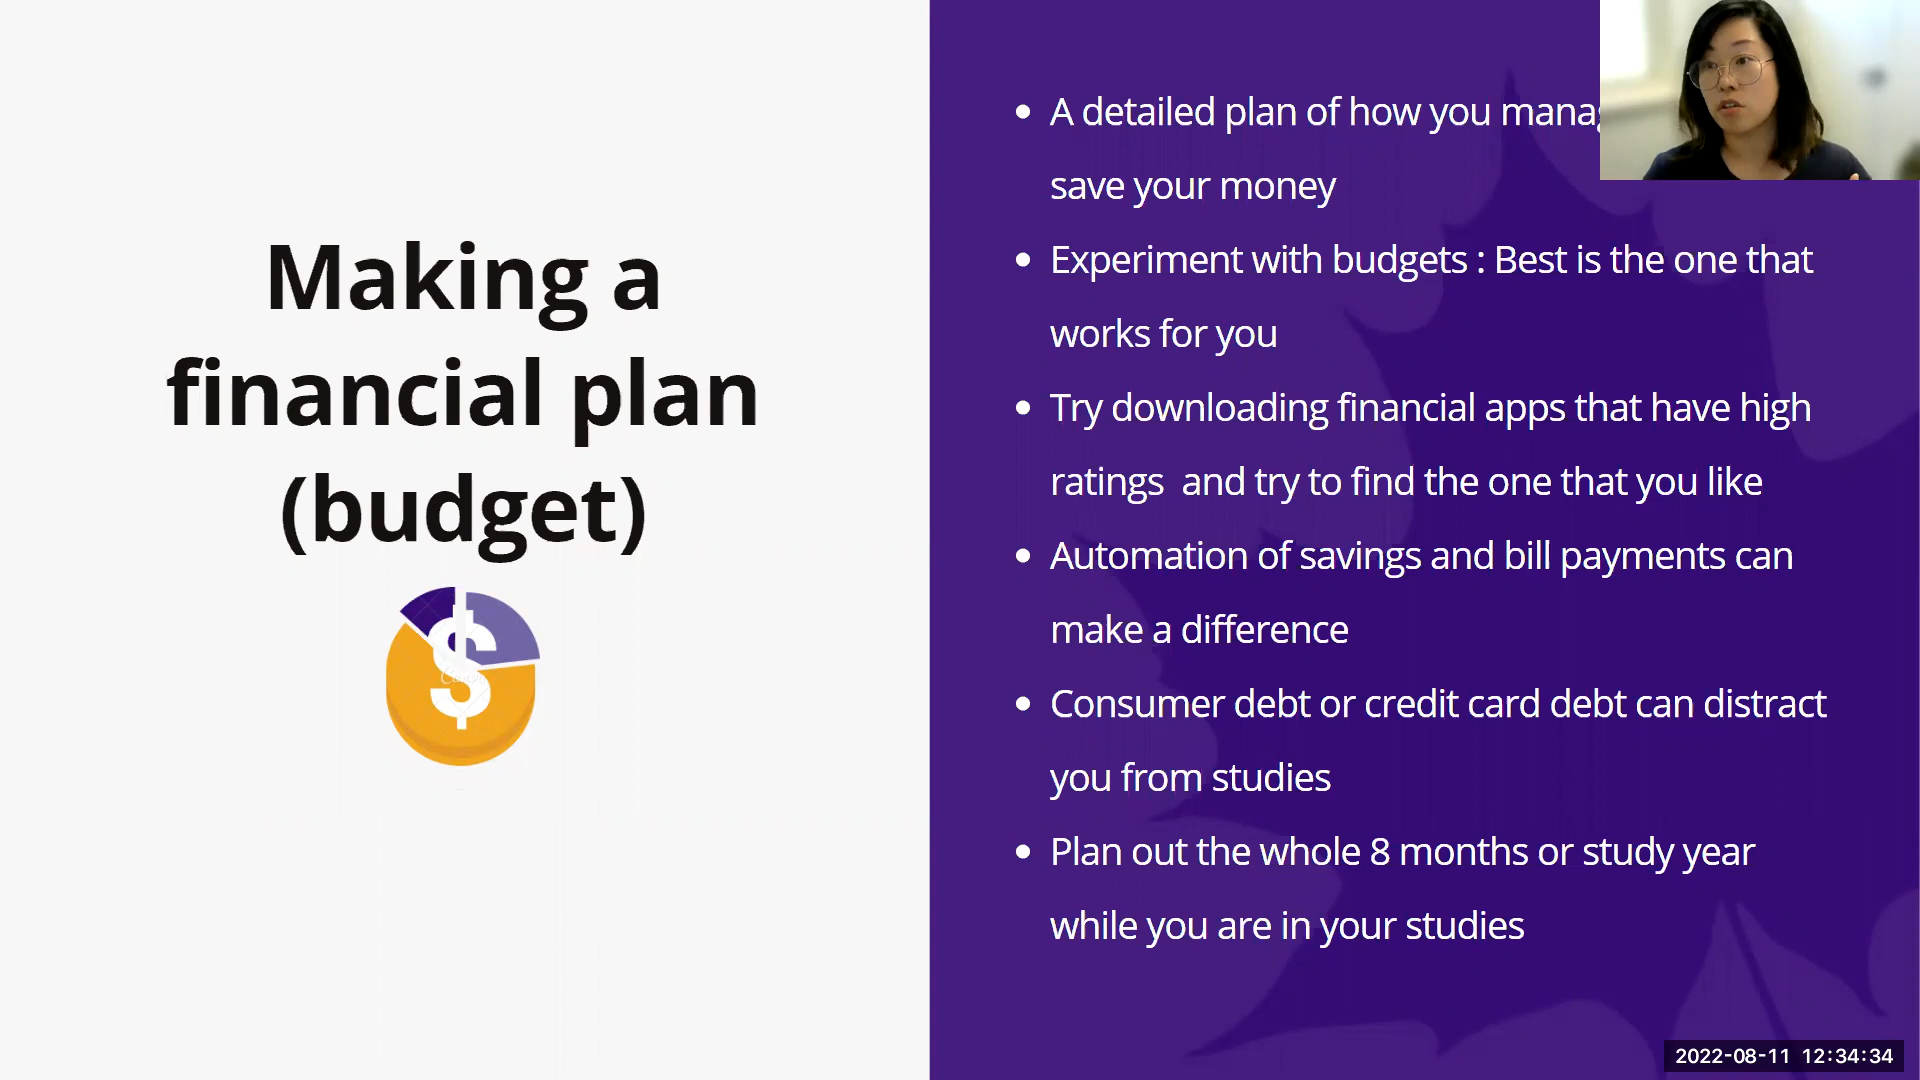 Making a
financial plan
(budget)
$
A detailed plan of how you
save your money
Experiment with budgets : Best is the one that
works for you
Try downloading financial apps that have high
ratings  and try to find the one that you like
Automation of savings and bill payments can
make a difference
Consumer debt or credit card debt can distract
you from studies
Plan out the whole 8 months or study year
while you are in your studies
2022-08-11 12:34:34